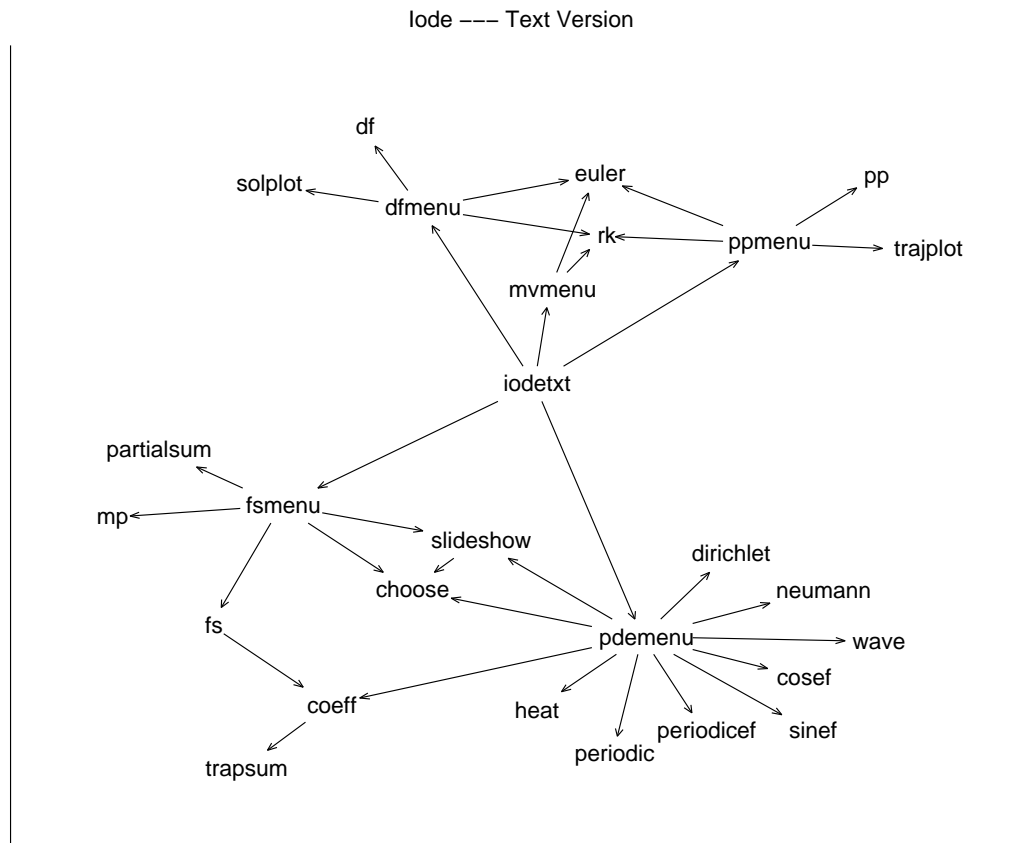 Iode --- Text Version
df
euler
pp
solplot
dfmenu
rk
ppmenu
trajplot
mvmenu
iodetxt
partialsum
fsmenu
mp
slideshow
dirichlet
choose
neumann
fs
pdemenu
wave
cosef
coeff
heat
periodicef
sinef
periodic
trapsum